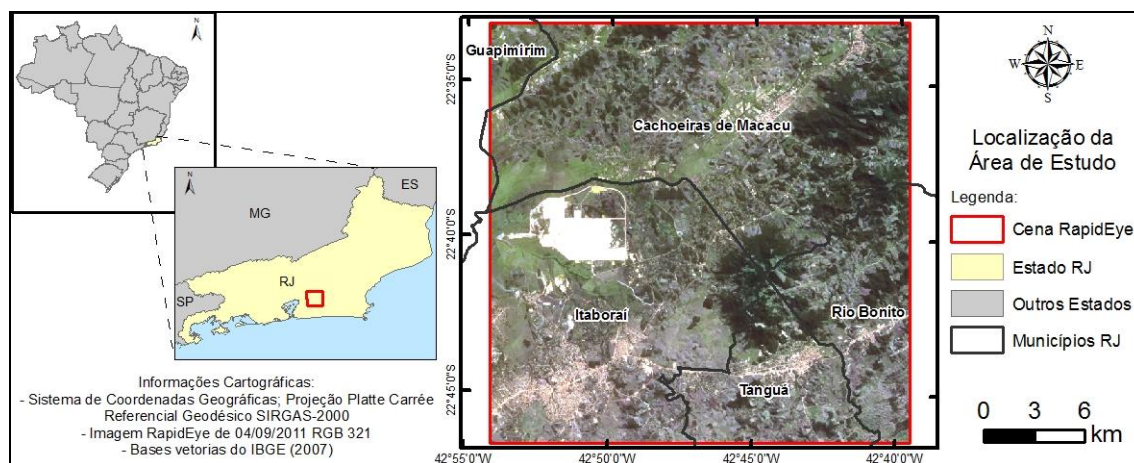 N
N
ES
MG
RJ
SP
Informações Cartográficas:
- Sistema de Coordenadas Geográficas; Projeção Platte Carrée
Referencial Geodésico SIRGAS-2000
- Imagem RapidEye de 04/09/2011 RGB 321
- Bases vetorias do IBGE (2007)
22°35'0"S
22°40'0"S
22°45'0"S
Guapimirim
Cachoeiras de Macacu
Itaboraí
Rio Bonito
Tanguá
42°55'0"W
42°50'0"W
42°45'0"W
42°40'0"W
N
W
E
S
Localização da
Área de Estudo
Legenda:
Cena RapidEye
Estado RJ
Outros Estados
Municípios RJ
0 3 6
km